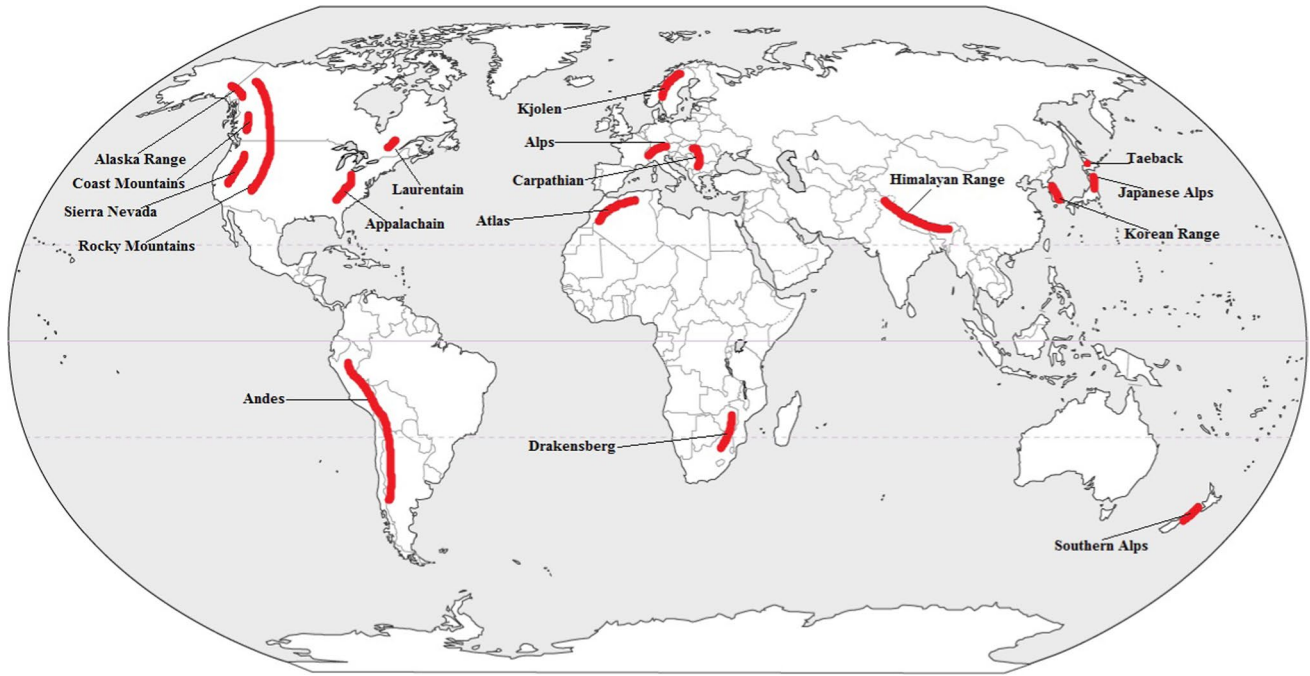 Kjolen
Alps
Carpathian
Alaska Range
Coast Mountains
Sierra Nevada
Rocky Mountains
Laurentain
Appalachain
Atlas
Himalayan Range
Taeback
Japanese Alps
Korean Range
Andes
Drakensberg
Southern Alps